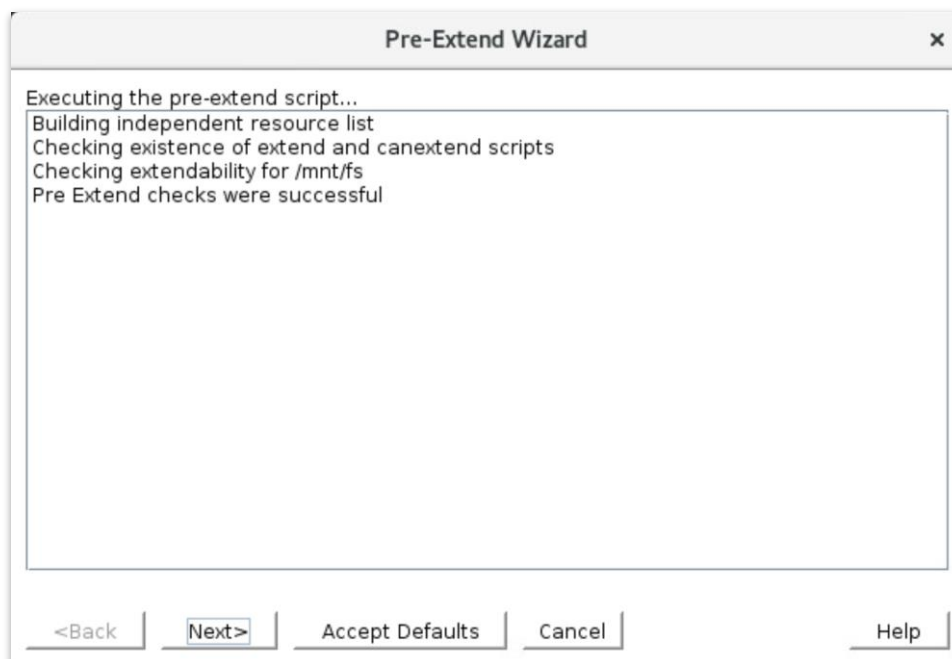 Pre-Extend Wizard
Executing the pre-extend script...
Building independent resource list
Checking existence of extend and canextend scripts
Checking extendability for /mnt/fs
Pre Extend checks were successful
<Back Next> Accept Defaults Cancel Help